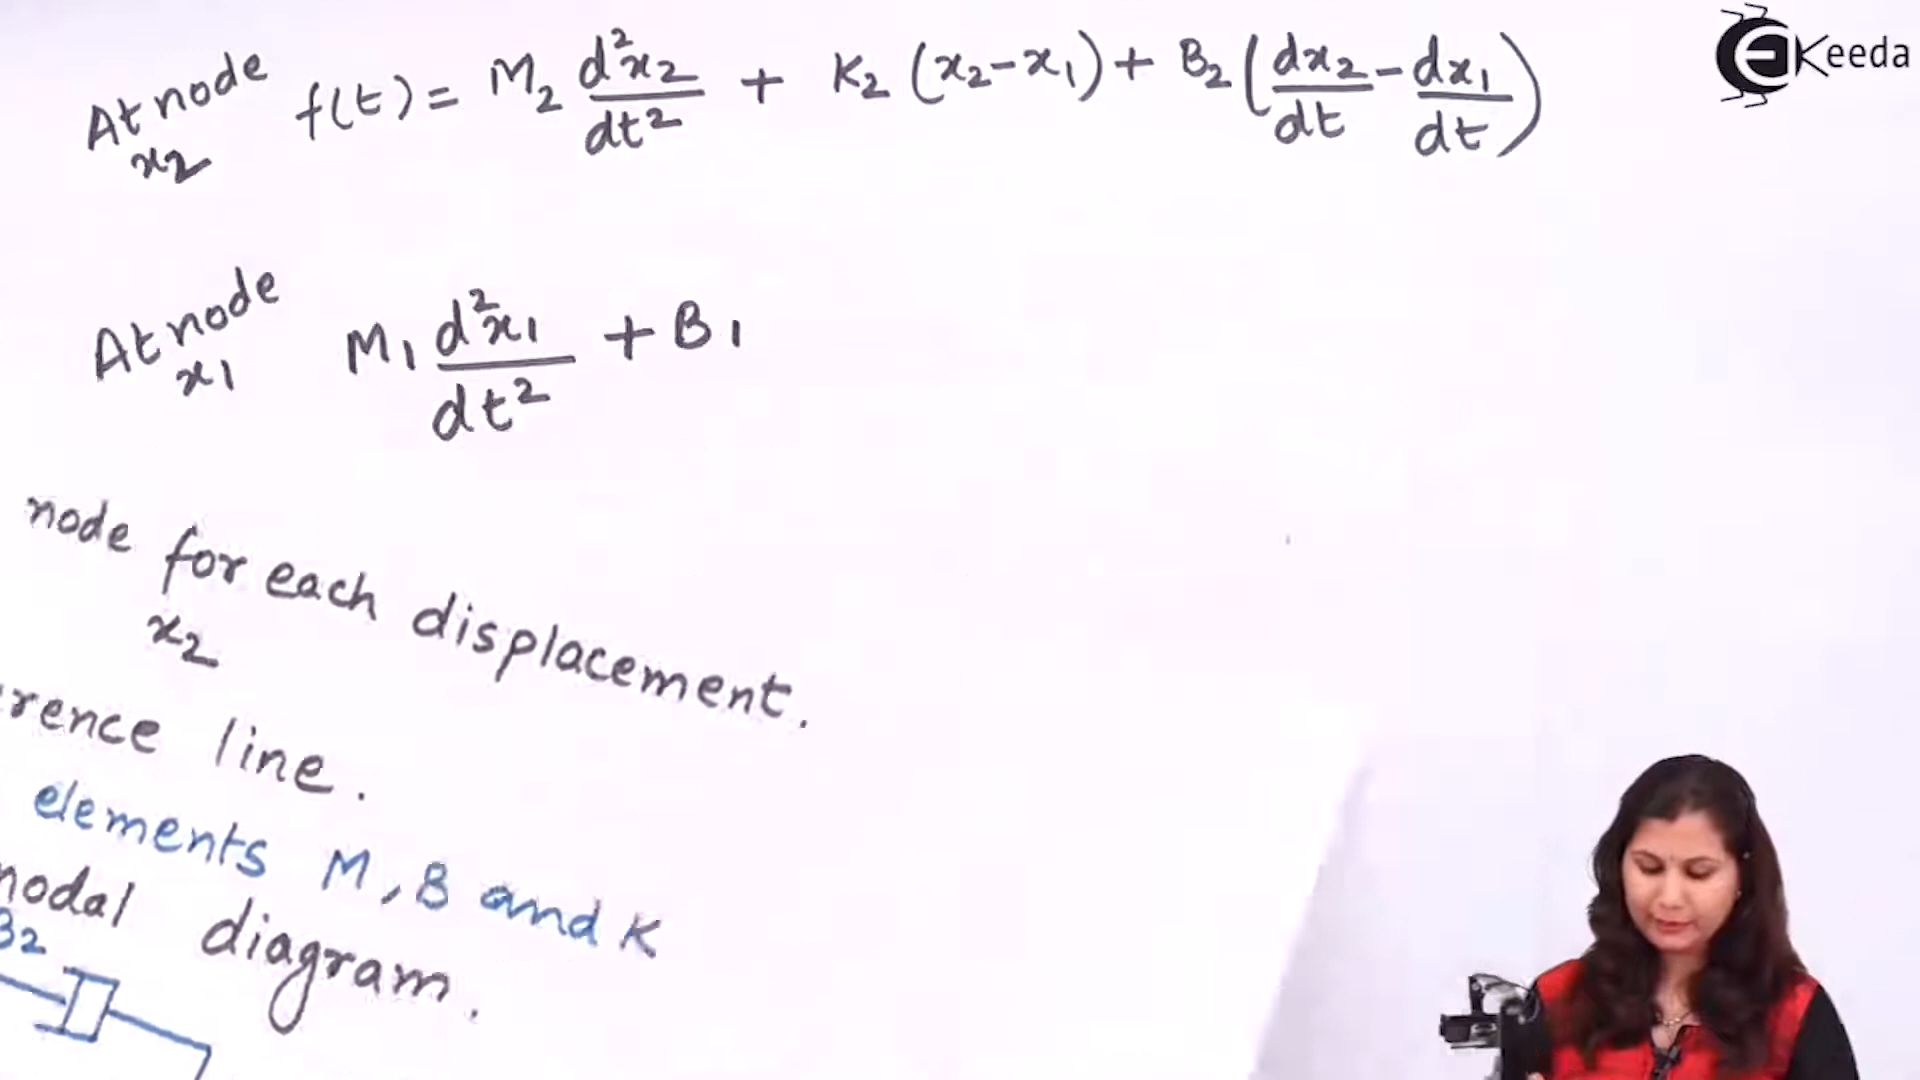 Keeda
At node x2 f(t) = M2 d²x2/dt² + K2 (x2-x1) + B2 (dx2/dt - dx1/dt)
At node x1 M1 d²x1/dt² + B1
node for each displacement.
x2
rence line.
elements M, B and K
nodal diagram.
B2